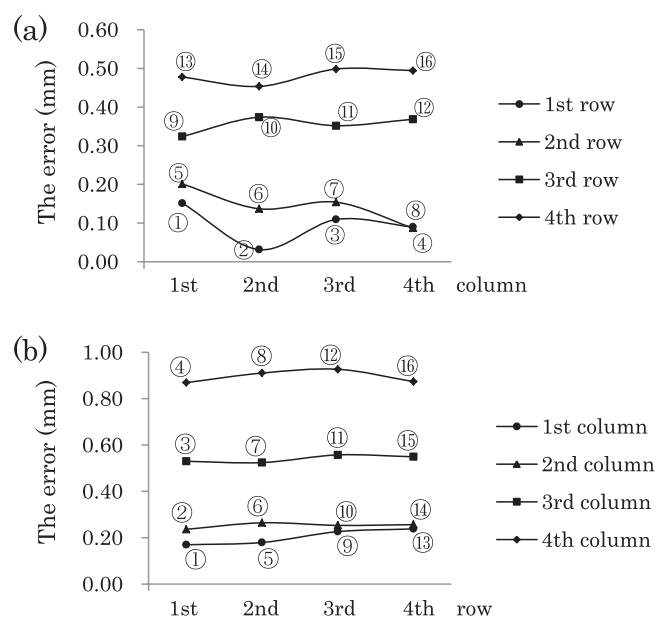 (a)
The error (mm)
0.60
0.50
0.40
0.30
0.20
0.10
0.00
⑬ ⑭ ⑮ ⑯
⑨ ⑩ ⑪ ⑫
⑤ ⑥ ⑦ ⑧
① ② ③ ④
1st 2nd 3rd 4th column
1st row
2nd row
3rd row
4th row
(b)
The error (mm)
1.00
0.80
0.60
0.40
0.20
0.00
④ ⑧ ⑫ ⑯
③ ⑦ ⑪ ⑮
② ⑥ ⑩ ⑭
① ⑤ ⑨ ⑬
1st 2nd 3rd 4th row
1st column
2nd column
3rd column
4th column